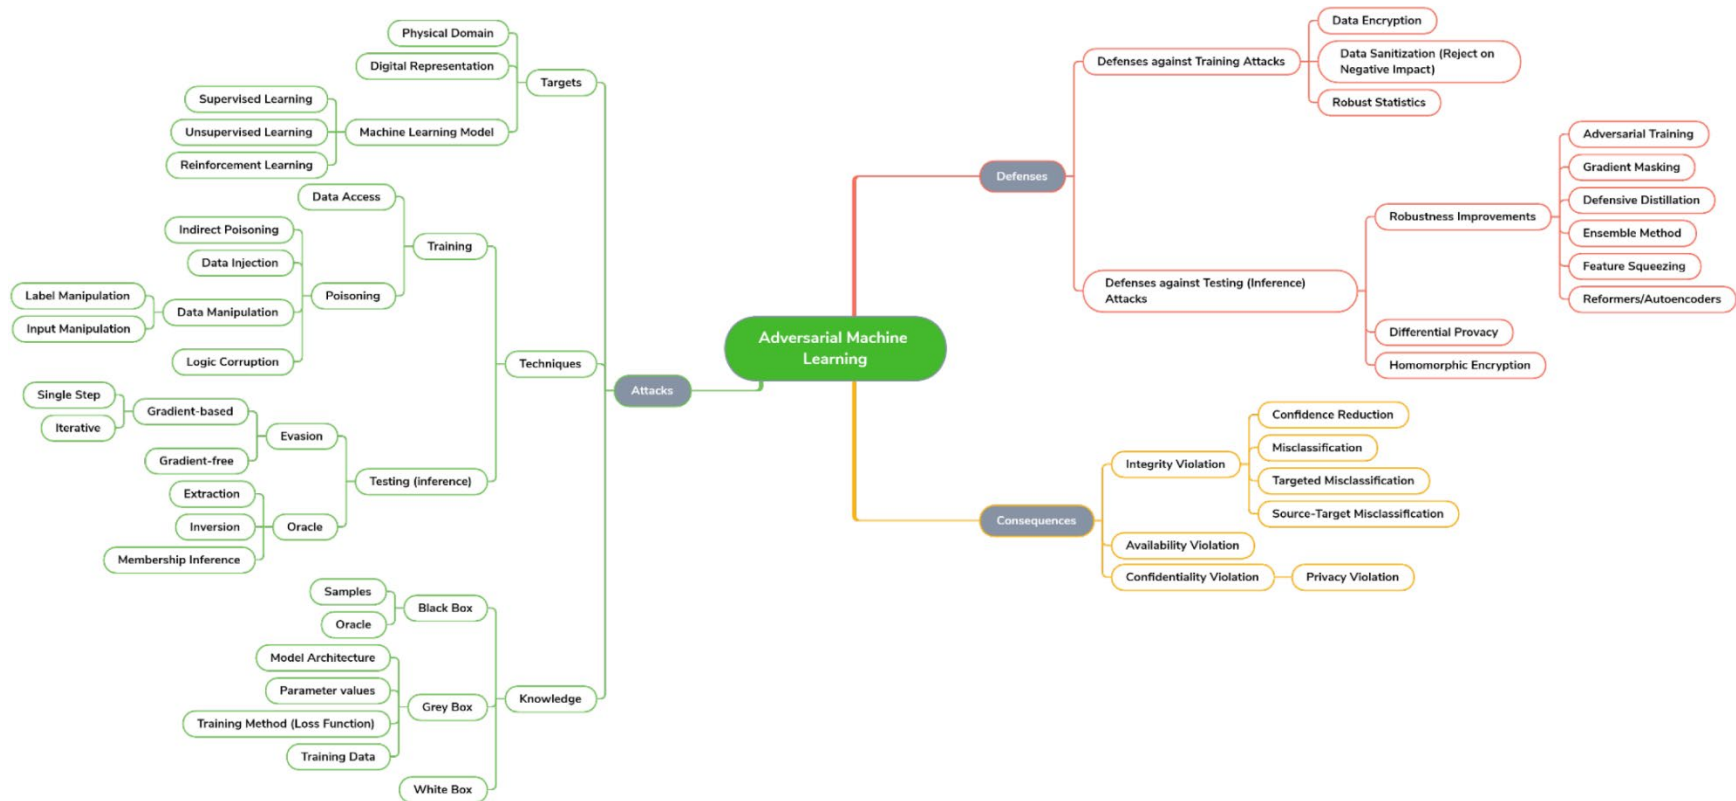 Adversarial Machine
Learning
Attacks
Targets
Physical Domain
Digital Representation
Machine Learning Model
Supervised Learning
Unsupervised Learning
Reinforcement Learning
Techniques
Training
Data Access
Poisoning
Indirect Poisoning
Data Injection
Data Manipulation
Label Manipulation
Input Manipulation
Logic Corruption
Testing (inference)
Evasion
Gradient-based
Single Step
Iterative
Gradient-free
Oracle
Extraction
Inversion
Membership Inference
Knowledge
Black Box
Samples
Oracle
Grey Box
Model Architecture
Parameter values
Training Method (Loss Function)
Training Data
White Box
Defenses
Defenses against Training Attacks
Data Encryption
Data Sanitization (Reject on
Negative Impact)
Robust Statistics
Defenses against Testing (Inference)
Attacks
Robustness Improvements
Adversarial Training
Gradient Masking
Defensive Distillation
Ensemble Method
Feature Squeezing
Reformers/Autoencoders
Differential Provacy
Homomorphic Encryption
Consequences
Integrity Violation
Confidence Reduction
Misclassification
Targeted Misclassification
Source-Target Misclassification
Availability Violation
Confidentiality Violation
Privacy Violation